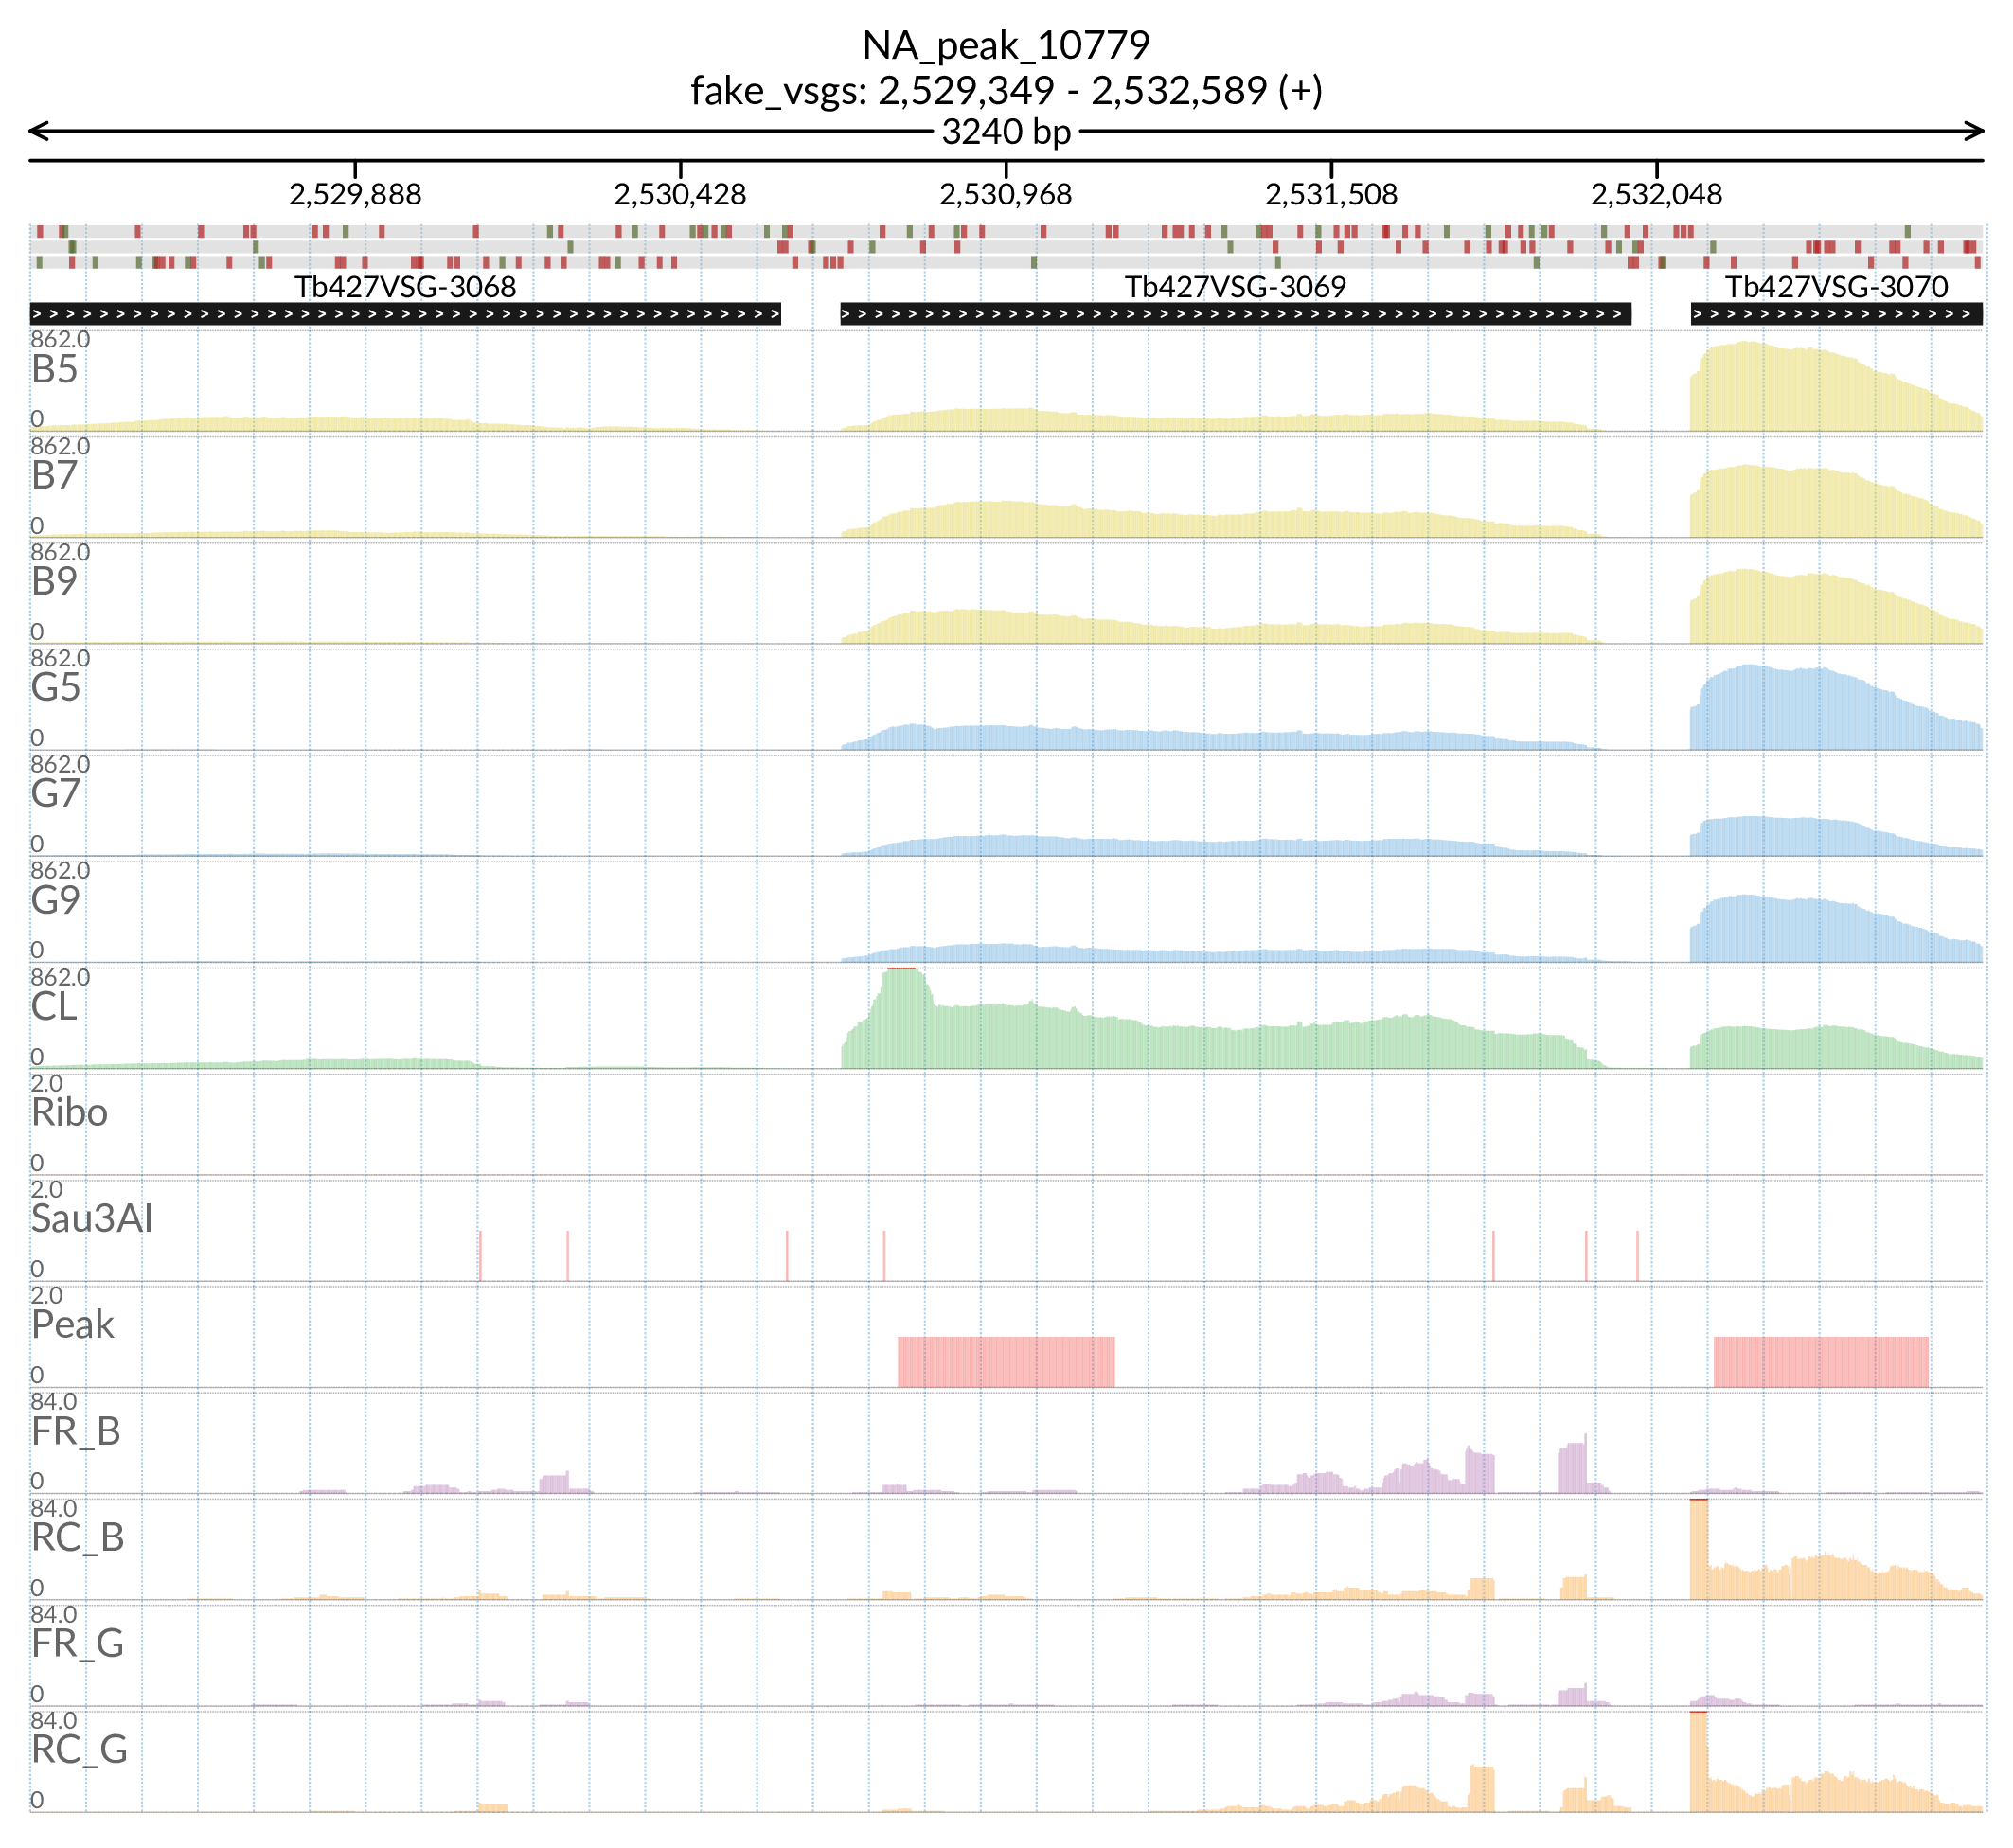 NA_peak_10779
fake_vsgs: 2,529,349 - 2,532,589 (+)
3240 bp
2,529,888 2,530,428 2,530,968 2,531,508 2,532,048
Tb427VSG-3068 Tb427VSG-3069 Tb427VSG-3070
862.0
B5
0
862.0
B7
0
862.0
B9
0
862.0
G5
0
862.0
G7
0
862.0
G9
0
862.0
CL
0
2.0
Ribo
0
2.0
Sau3AI
0
2.0
Peak
0
84.0
FR_B
0
84.0
RC_B
0
84.0
FR_G
0
84.0
RC_G
0